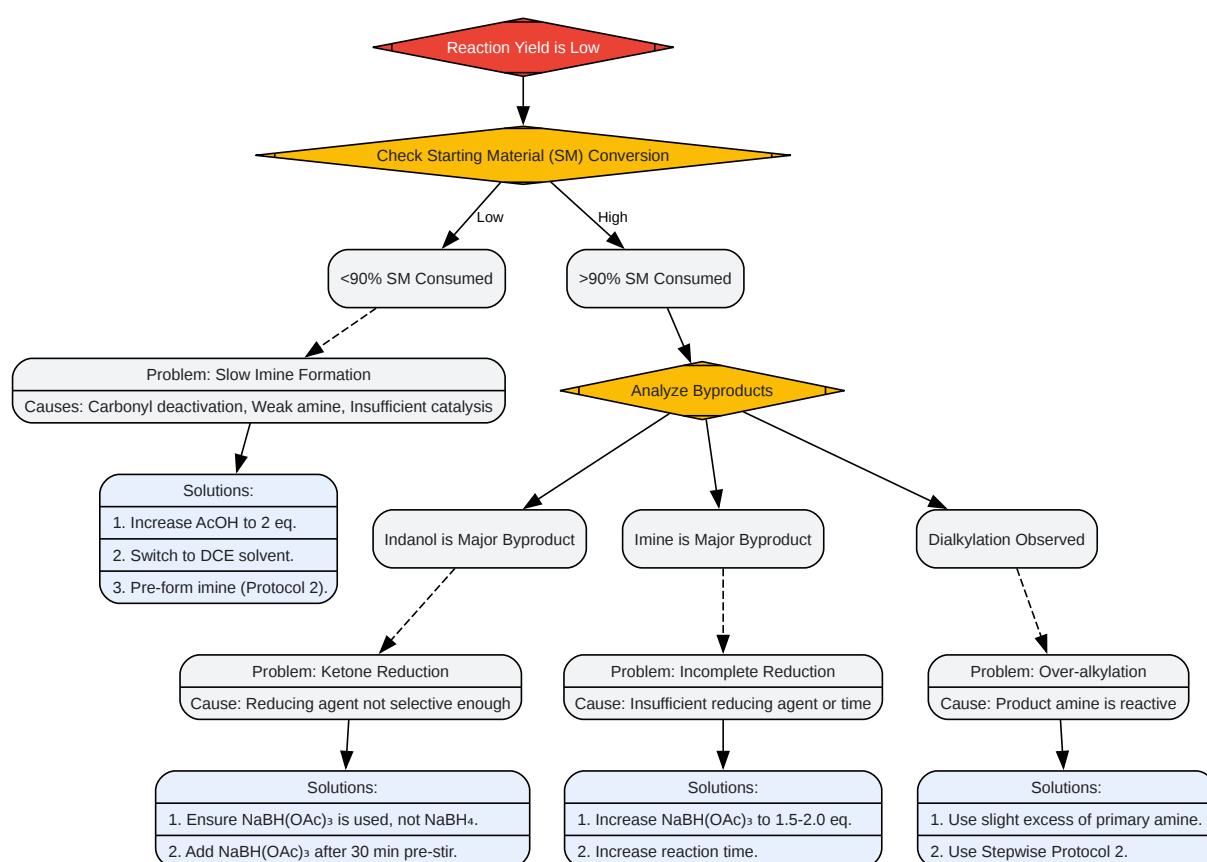 Reaction Yield is Low
Check Starting Material (SM) Conversion
Low
High
<90% SM Consumed
>90% SM Consumed
Problem: Slow Imine Formation
Causes: Carbonyl deactivation, Weak amine, Insufficient catalysis
Analyze Byproducts
Solutions:
1. Increase AcOH to 2 eq.
2. Switch to DCE solvent.
3. Pre-form imine (Protocol 2).
Indanol is Major Byproduct
Imine is Major Byproduct
Dialkylation Observed
Problem: Ketone Reduction
Cause: Reducing agent not selective enough
Problem: Incomplete Reduction
Cause: Insufficient reducing agent or time
Problem: Over-alkylation
Cause: Product amine is reactive
Solutions:
1. Ensure NaBH(OAc)₃ is used, not NaBH₄.
2. Add NaBH(OAc)₃ after 30 min pre-stir.
Solutions:
1. Increase NaBH(OAc)₃ to 1.5-2.0 eq.
2. Increase reaction time.
Solutions:
1. Use slight excess of primary amine.
2. Use Stepwise Protocol 2.